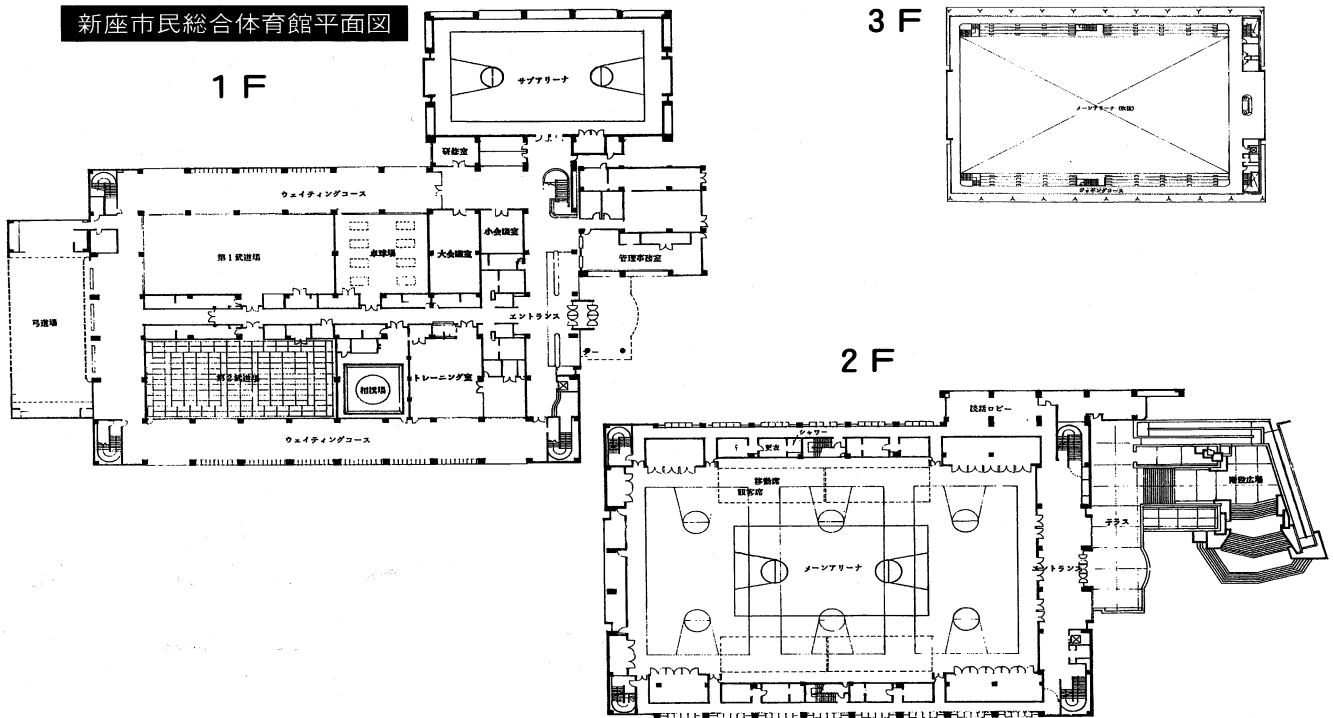 新座市民総合体育館平面図
1F
サブアリーナ
研修室
ウェイティングコース
第1武道場
卓球場
大会議室
小会議室
管理事務室
弓道場
エントランス
第2武道場
相撲場
トレーニング室
ウェイティングコース
3F
メーンアリーナ(吹抜)
ジョギングコース
2F
談話ロビー
シャワー
更衣
移動席
観客席
階段広場
テラス
メーンアリーナ
エントランス